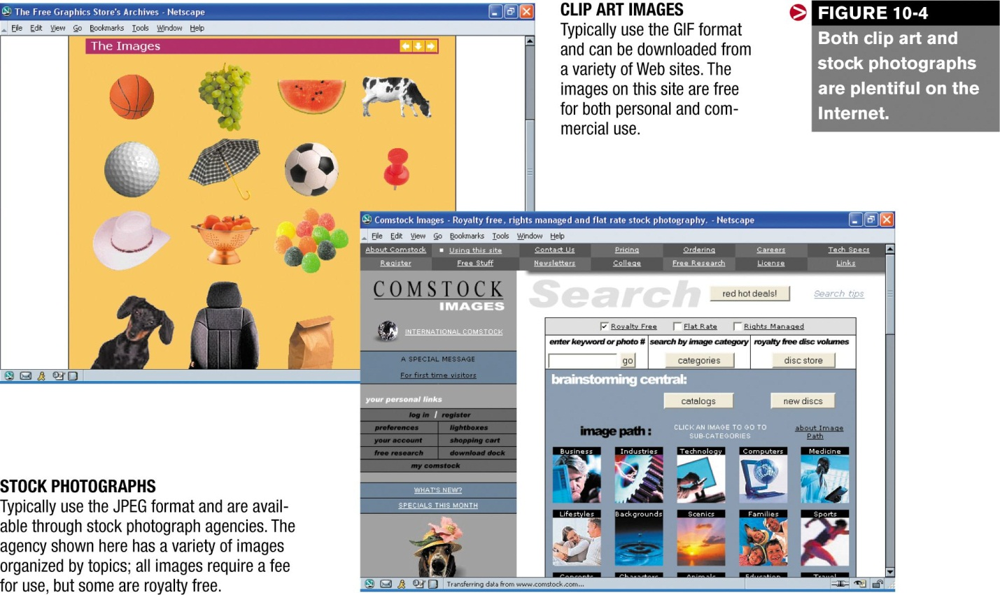 The Free Graphics Store's Archives - Netscape
File Edit View Go Bookmarks Tools Window Help
The Images
CLIP ART IMAGES
Typically use the GIF format
and can be downloaded from
a variety of Web sites. The
images on this site are free
for both personal and com-
mercial use.
FIGURE 10-4
Both clip art and
stock photographs
are plentiful on the
Internet.
Comstock Images - Royalty free, rights managed and flat rate stock photography. - Netscape
File Edit View Go Bookmarks Tools Window Help
About Comstock Using this site Contact Us Pricing Ordering Careers Tech Specs
Register Free Stuff Newsletters College Free Research License Links
COMSTOCK
IMAGES
INTERNATIONAL COMSTOCK
A SPECIAL MESSAGE
For first time visitors
your personal links
log in / register
preferences lightboxes
your account shopping cart
free research download dock
my comstock
WHAT'S NEW?
SPECIALS THIS MONTH
Search red hot deals! Search tips
Royalty Free Flat Rate Rights Managed
enter keyword or photo # search by image category royalty free disc volumes
go categories disc store
brainstorming central:
catalogs new discs
image path : CLICK AN IMAGE TO GO TO about Image
SUB-CATEGORIES Path
Business Industries Technology Computers Medicine
Lifestyles Backgrounds Scenics Families Sports
Concepts Characters Animals Education Travel
Transferring data from www.comstock.com...
STOCK PHOTOGRAPHS
Typically use the JPEG format and are avail-
able through stock photograph agencies. The
agency shown here has a variety of images
organized by topics; all images require a fee
for use, but some are royalty free.